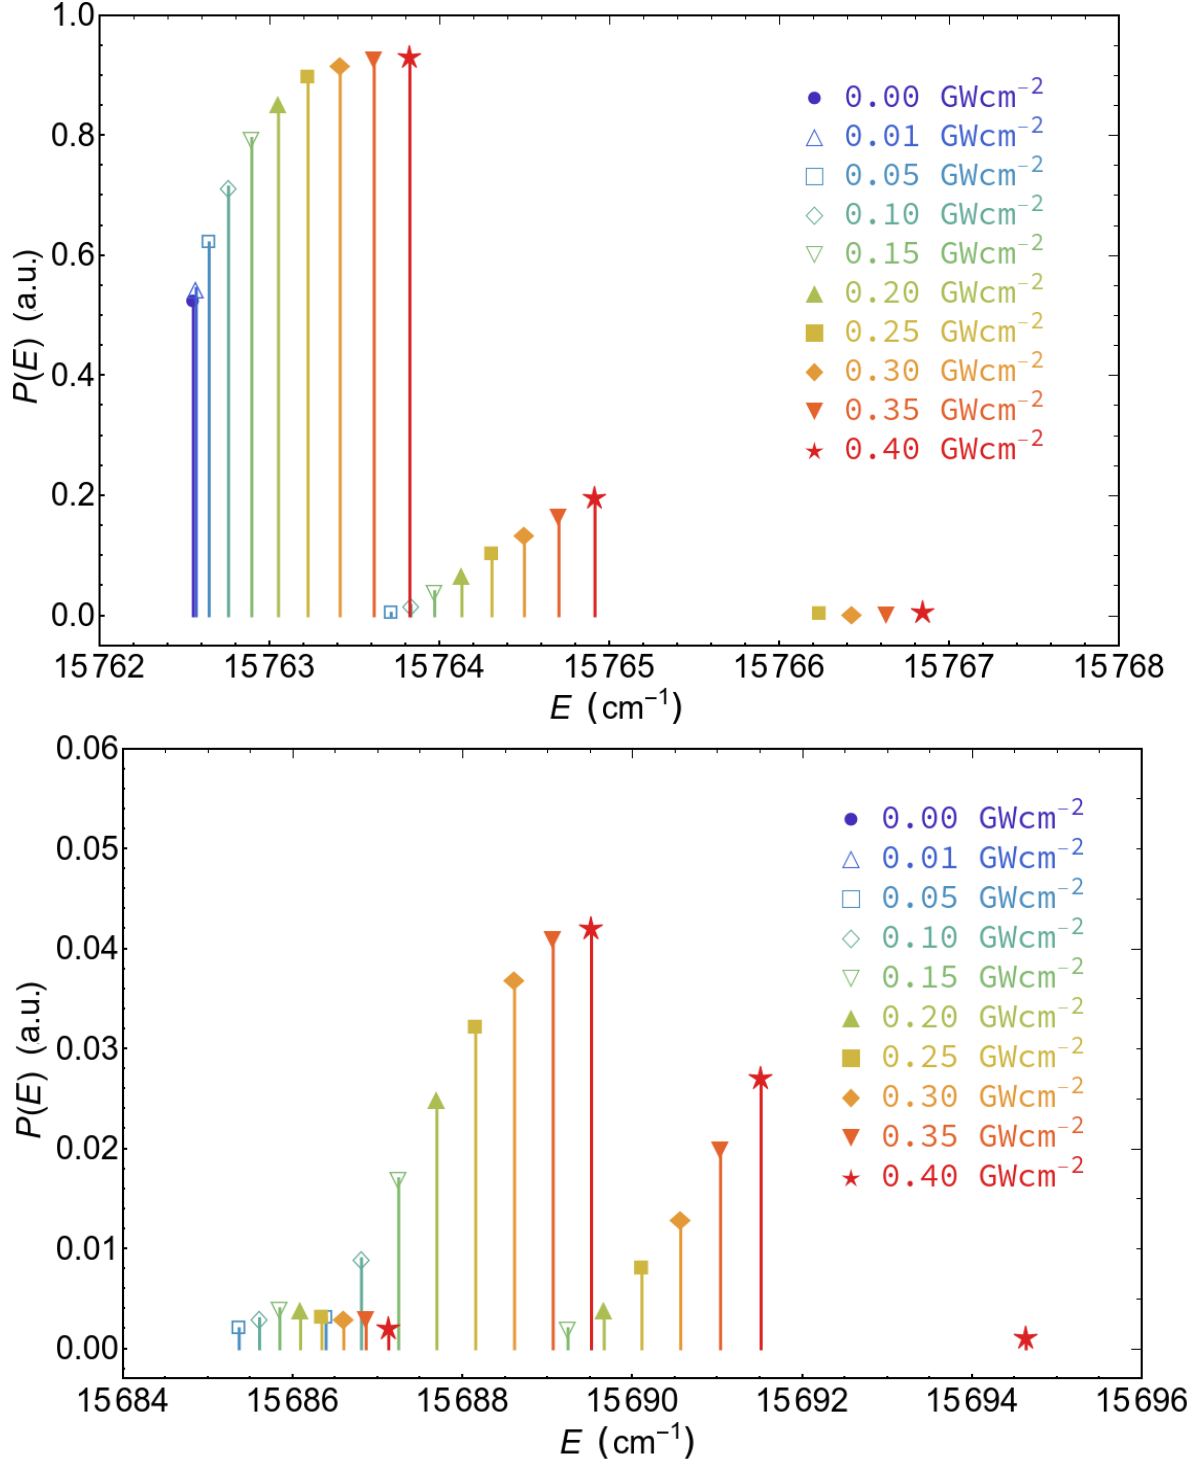 1.0
0.8
0.6
0.4
0.2
0.0
P(E) (a.u.)
0.00 GWcm⁻²
0.01 GWcm⁻²
0.05 GWcm⁻²
0.10 GWcm⁻²
0.15 GWcm⁻²
0.20 GWcm⁻²
0.25 GWcm⁻²
0.30 GWcm⁻²
0.35 GWcm⁻²
0.40 GWcm⁻²
15762 15763 15764 15765 15766 15767 15768
E (cm⁻¹)
0.06
0.05
0.04
0.03
0.02
0.01
0.00
P(E) (a.u.)
0.00 GWcm⁻²
0.01 GWcm⁻²
0.05 GWcm⁻²
0.10 GWcm⁻²
0.15 GWcm⁻²
0.20 GWcm⁻²
0.25 GWcm⁻²
0.30 GWcm⁻²
0.35 GWcm⁻²
0.40 GWcm⁻²
15684 15686 15688 15690 15692 15694 15696
E (cm⁻¹)